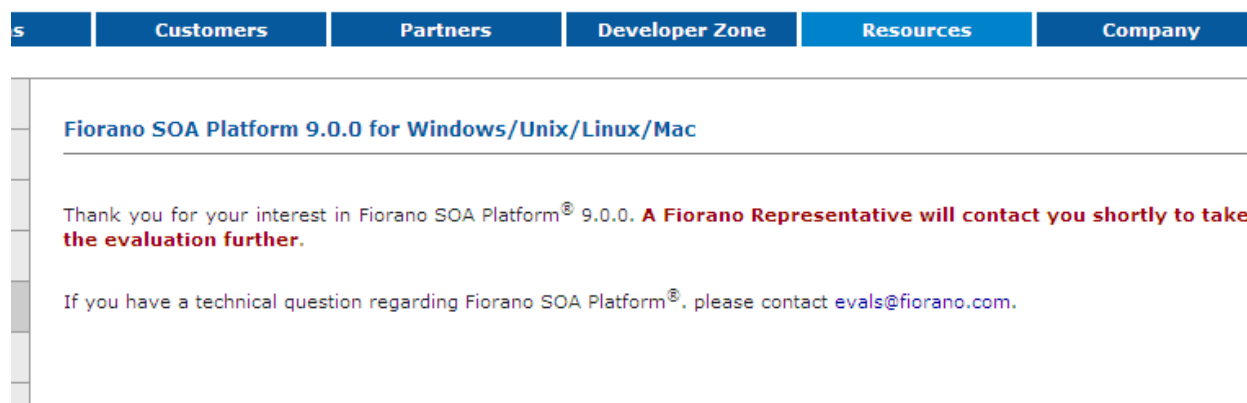 s Customers Partners Developer Zone Resources Company
Fiorano SOA Platform 9.0.0 for Windows/Unix/Linux/Mac
Thank you for your interest in Fiorano SOA Platform® 9.0.0. A Fiorano Representative will contact you shortly to take
the evaluation further.
If you have a technical question regarding Fiorano SOA Platform®. please contact evals@fiorano.com.